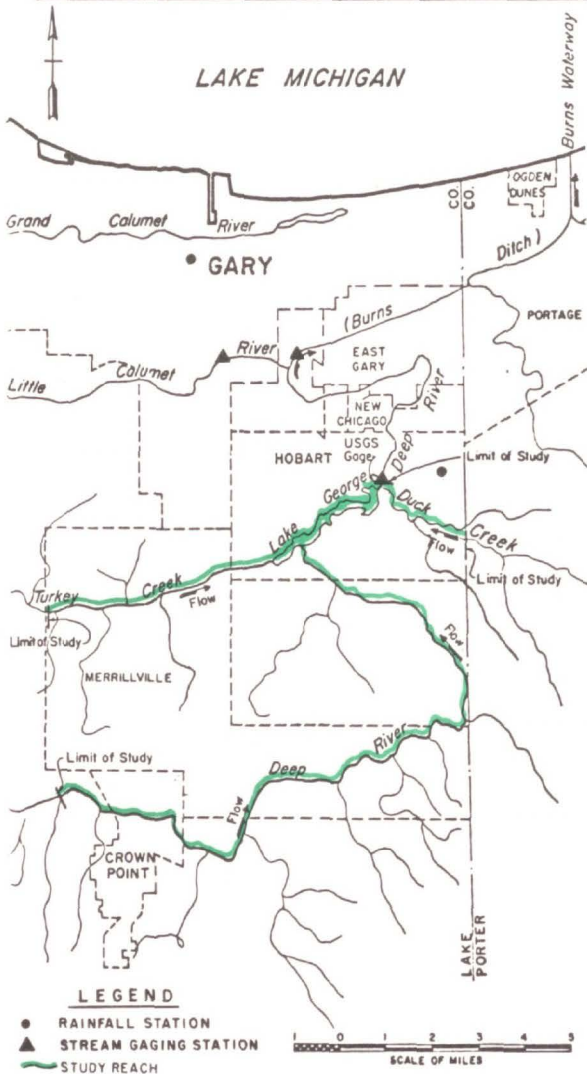 LAKE MICHIGAN
Burns Waterway
OGDEN
DUNES
CO.
CO.
Grand Calumet River
GARY
Ditch)
(Burns
PORTAGE
River
EAST
GARY
Little Calumet
NEW
CHICAGO
River
USGS
Gage
Deep
HOBART
Limit of Study
George
Lake
Duck
Creek
Flow
Limit of Study
Turkey
Creek
Flow
Limit of Study
MERRILLVILLE
Flow
River
Deep
Limit of Study
Flow
CROWN
POINT
LAKE
PORTER
LEGEND
RAINFALL STATION
STREAM GAGING STATION
STUDY REACH
1 0 1 2 3 4 5
SCALE OF MILES